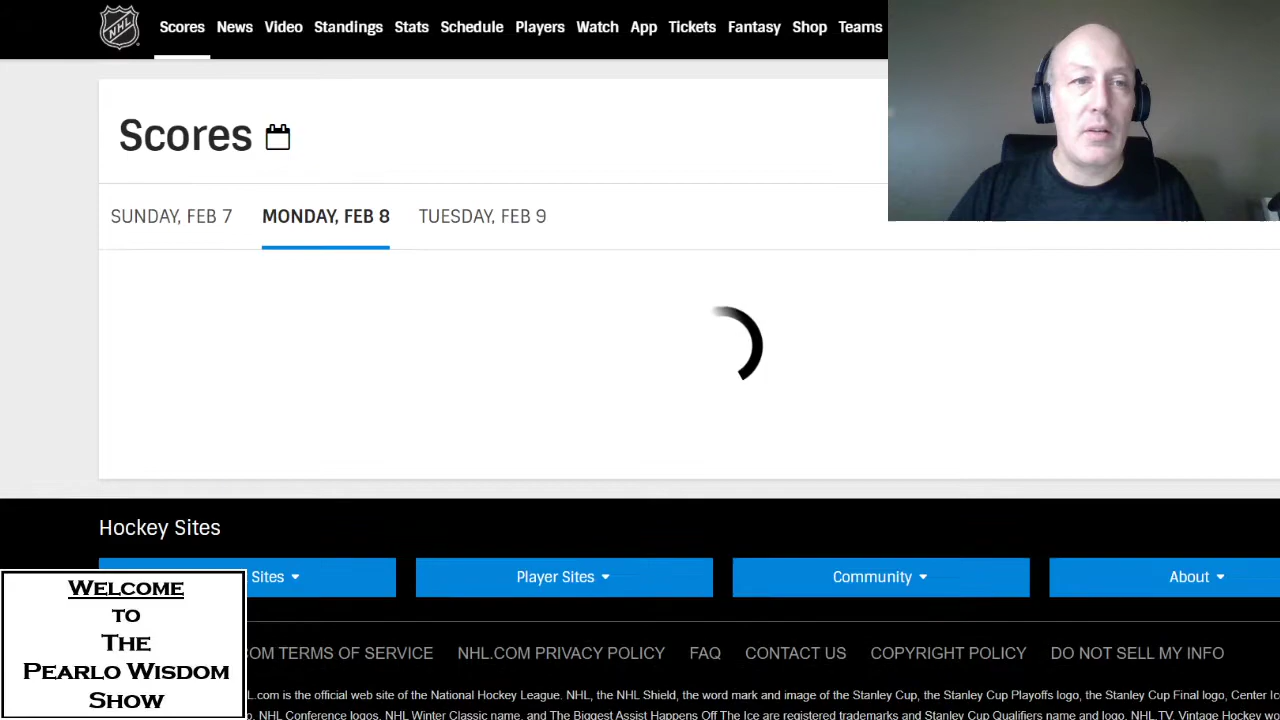 NHL
Scores News Video Standings Stats Schedule Players Watch App Tickets Fantasy Shop Teams
Scores
SUNDAY, FEB 7 MONDAY, FEB 8 TUESDAY, FEB 9
Hockey Sites
Sites Player Sites Community About
WELCOME
TO
THE
PEARLO WISDOM
SHOW
COM TERMS OF SERVICE NHL.COM PRIVACY POLICY FAQ CONTACT US COPYRIGHT POLICY DO NOT SELL MY INFO
L.com is the official web site of the National Hockey League. NHL, the NHL Shield, the word mark and image of the Stanley Cup, the Stanley Cup Playoffs logo, the Stanley Cup Final logo, Center Ic
o, NHL Conference logos, NHL Winter Classic name, and The Biggest Assist Happens Off The Ice are registered trademarks and Stanley Cup Qualifiers name and logo, NHL.TV, Vintage Hockey wo